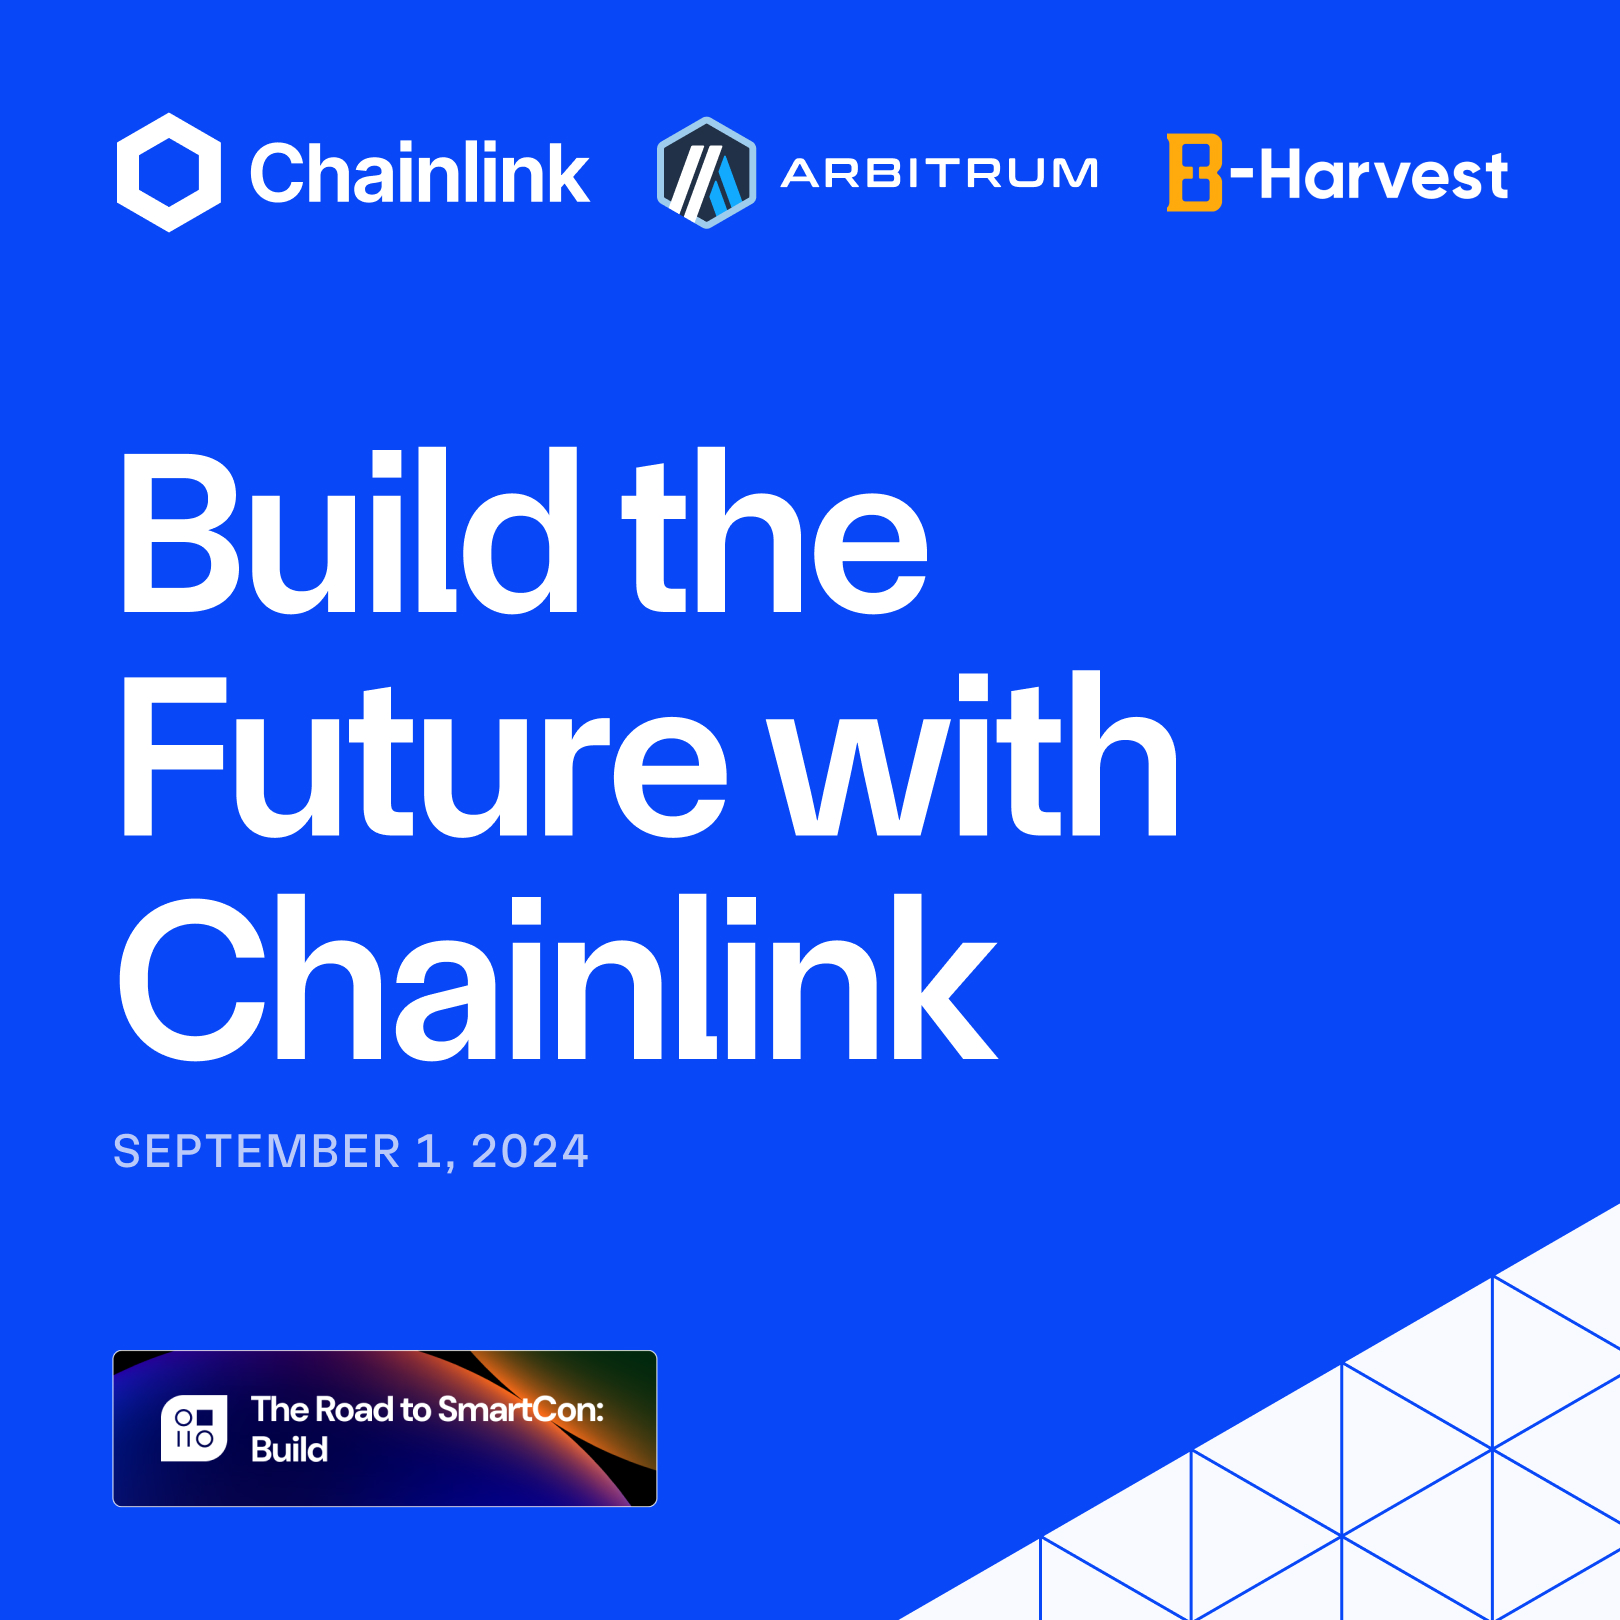 Chainlink ARBITRUM B-Harvest
Build the
Future with
Chainlink
SEPTEMBER 1, 2024
The Road to SmartCon:
Build